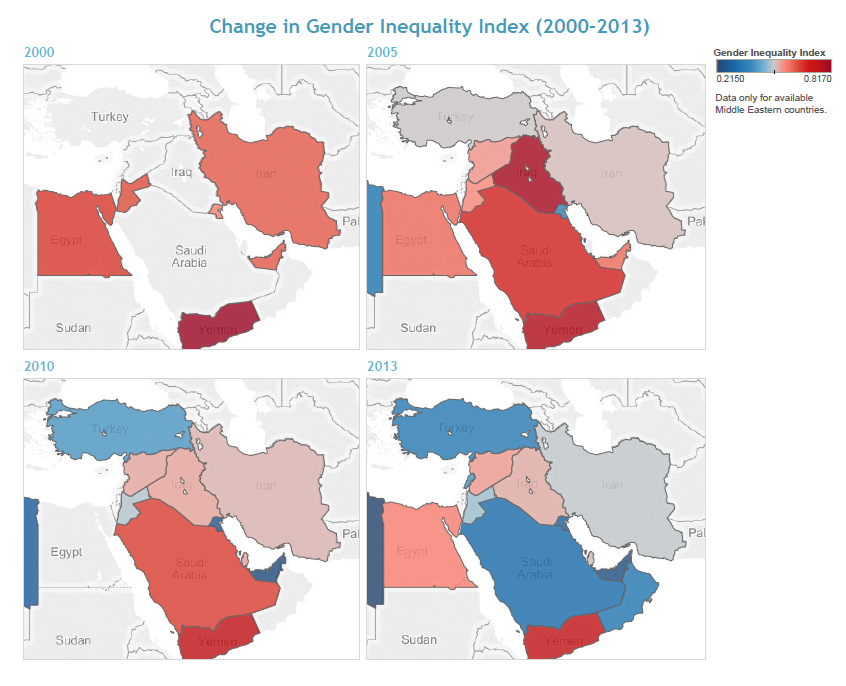 Change in Gender Inequality Index (2000-2013)
2000
2005
Gender Inequality Index
0.2150 0.8170
Data only for available
Middle Eastern countries.
Turkey
Iraq
Iran
Egypt
Saudi
Arabia
Pal
Sudan
Yemen
Turkey
Iraq
Iran
Egypt
Saudi
Arabia
Pal
Sudan
Yemen
2010
2013
Turkey
Iraq
Iran
Egypt
Saudi
Arabia
Pal
Sudan
Yemen
Turkey
Iraq
Iran
Egypt
Saudi
Arabia
Pal
Sudan
Yemen